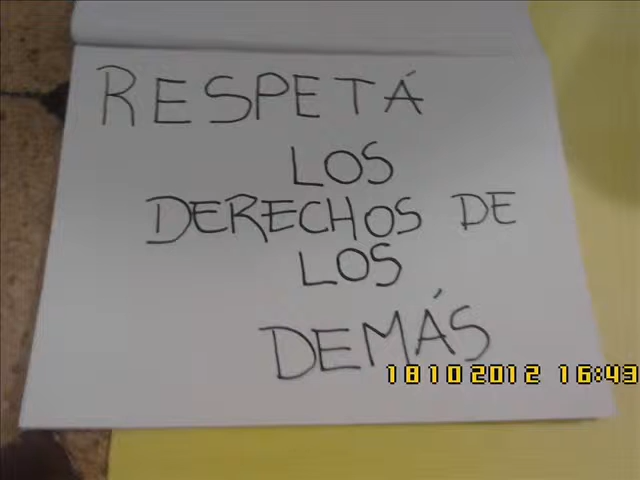 RESPETÁ
LOS
DERECHOS DE
LOS
DEMÁS
18 10 2012 16:43